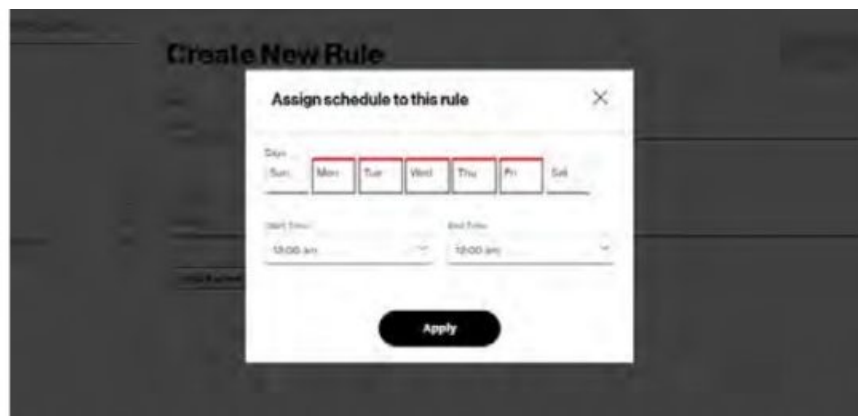 Create New Rule
Assign schedule to this rule
Days
Sun Mon Tue Wed Thu Fri Sat
Start Time End Time
12:00 am 12:00 am
Apply